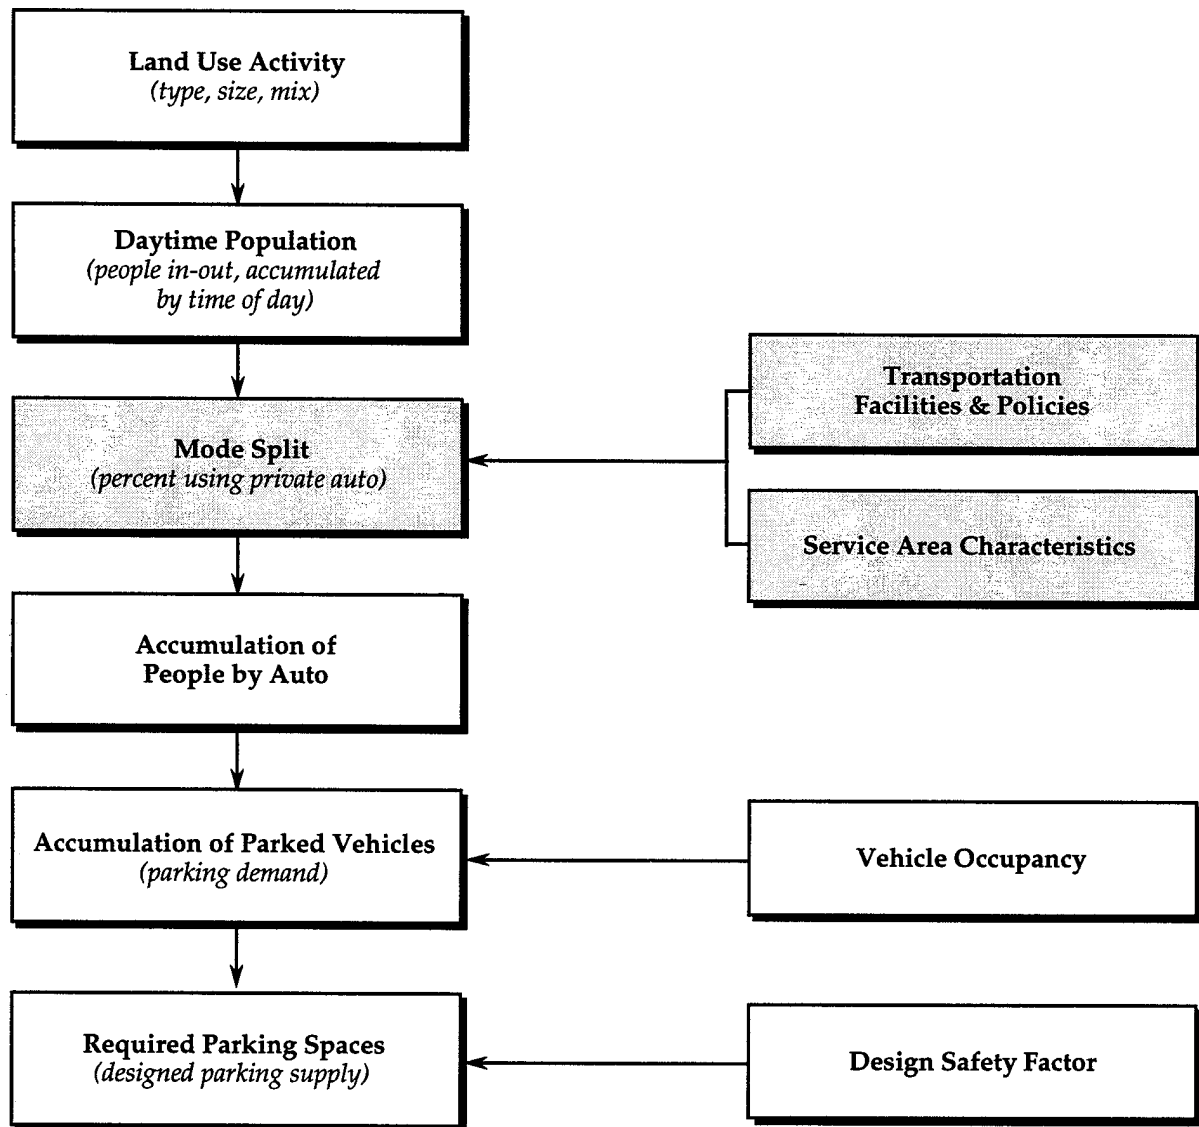 Land Use Activity
(type, size, mix)
Daytime Population
(people in-out, accumulated
by time of day)
Mode Split
(percent using private auto)
Transportation
Facilities & Policies
Service Area Characteristics
Accumulation of
People by Auto
Accumulation of Parked Vehicles
(parking demand)
Vehicle Occupancy
Required Parking Spaces
(designed parking supply)
Design Safety Factor